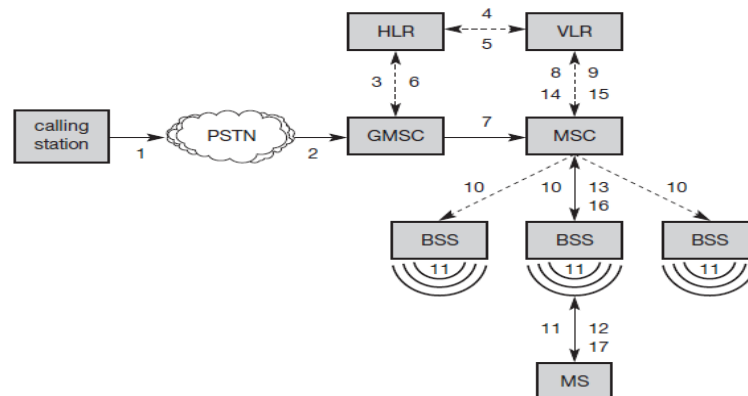 4
HLR
VLR
5
3 6
8 9
14 15
calling
station
PSTN
GMSC
7
MSC
1
2
10
10
13
10
16
BSS
BSS
BSS
11
11
11
11
12
17
MS